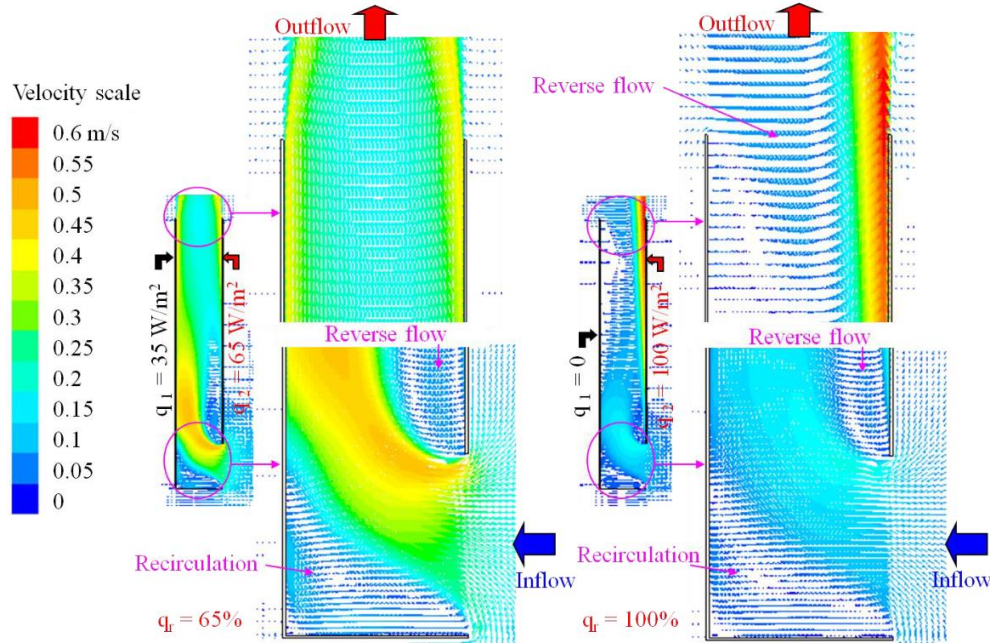 Outflow
Outflow
Velocity scale
Reverse flow
0.6 m/s
0.55
0.5
0.45
0.4
0.35
0.3
0.25
0.2
0.15
0.1
0.05
0
q₁ = 35 W/m²
q₂ = 65 W/m²
Reverse flow
Recirculation
Inflow
qᵣ = 65%
q₁ = 0
q₂ = 100 W/m²
Reverse flow
Recirculation
Inflow
qᵣ = 100%